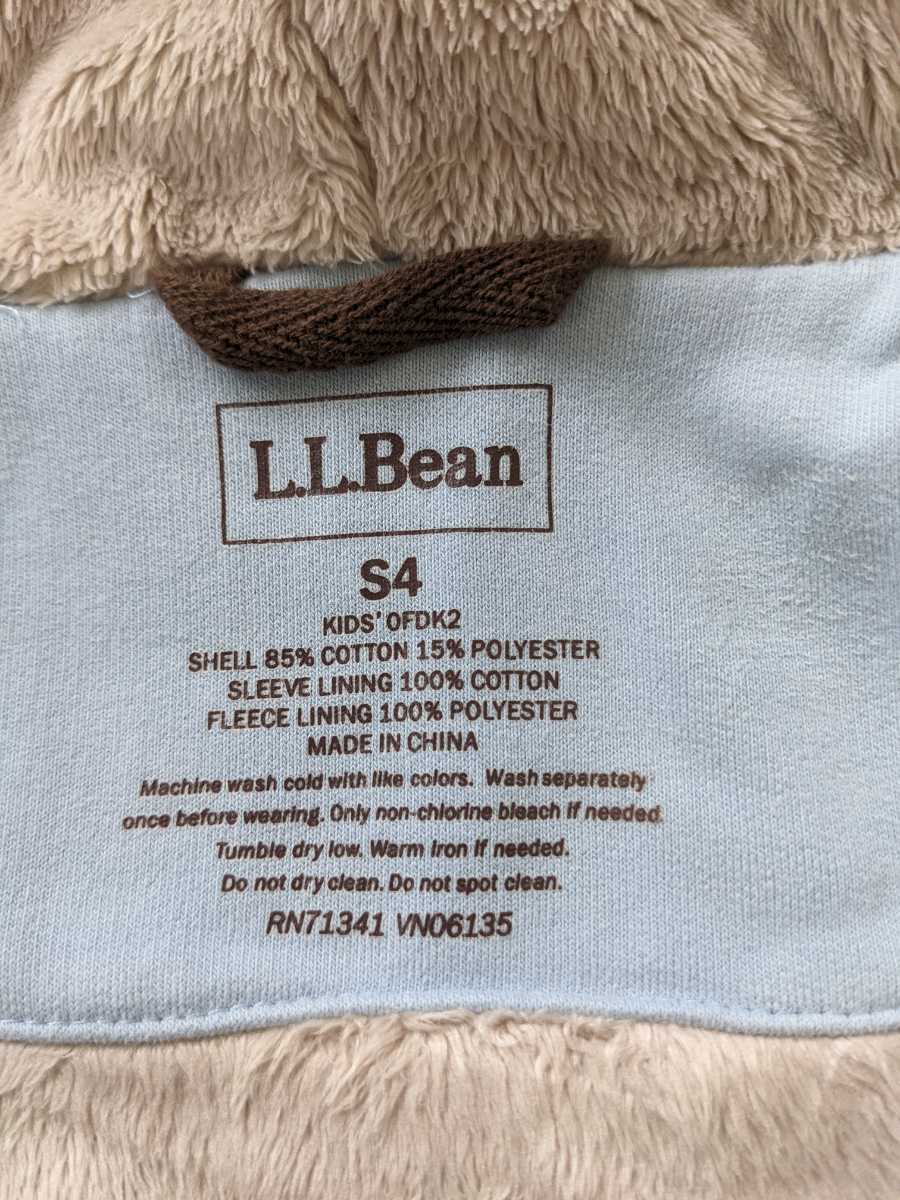 L.L.Bean
S4
KIDS' OFDK2
SHELL 85% COTTON 15% POLYESTER
SLEEVE LINING 100% COTTON
FLEECE LINING 100% POLYESTER
MADE IN CHINA
Machine wash cold with like colors. Wash separately
once before wearing. Only non-chlorine bleach if needed.
Tumble dry low. Warm iron if needed.
Do not dry clean. Do not spot clean.
RN71341 VN06135